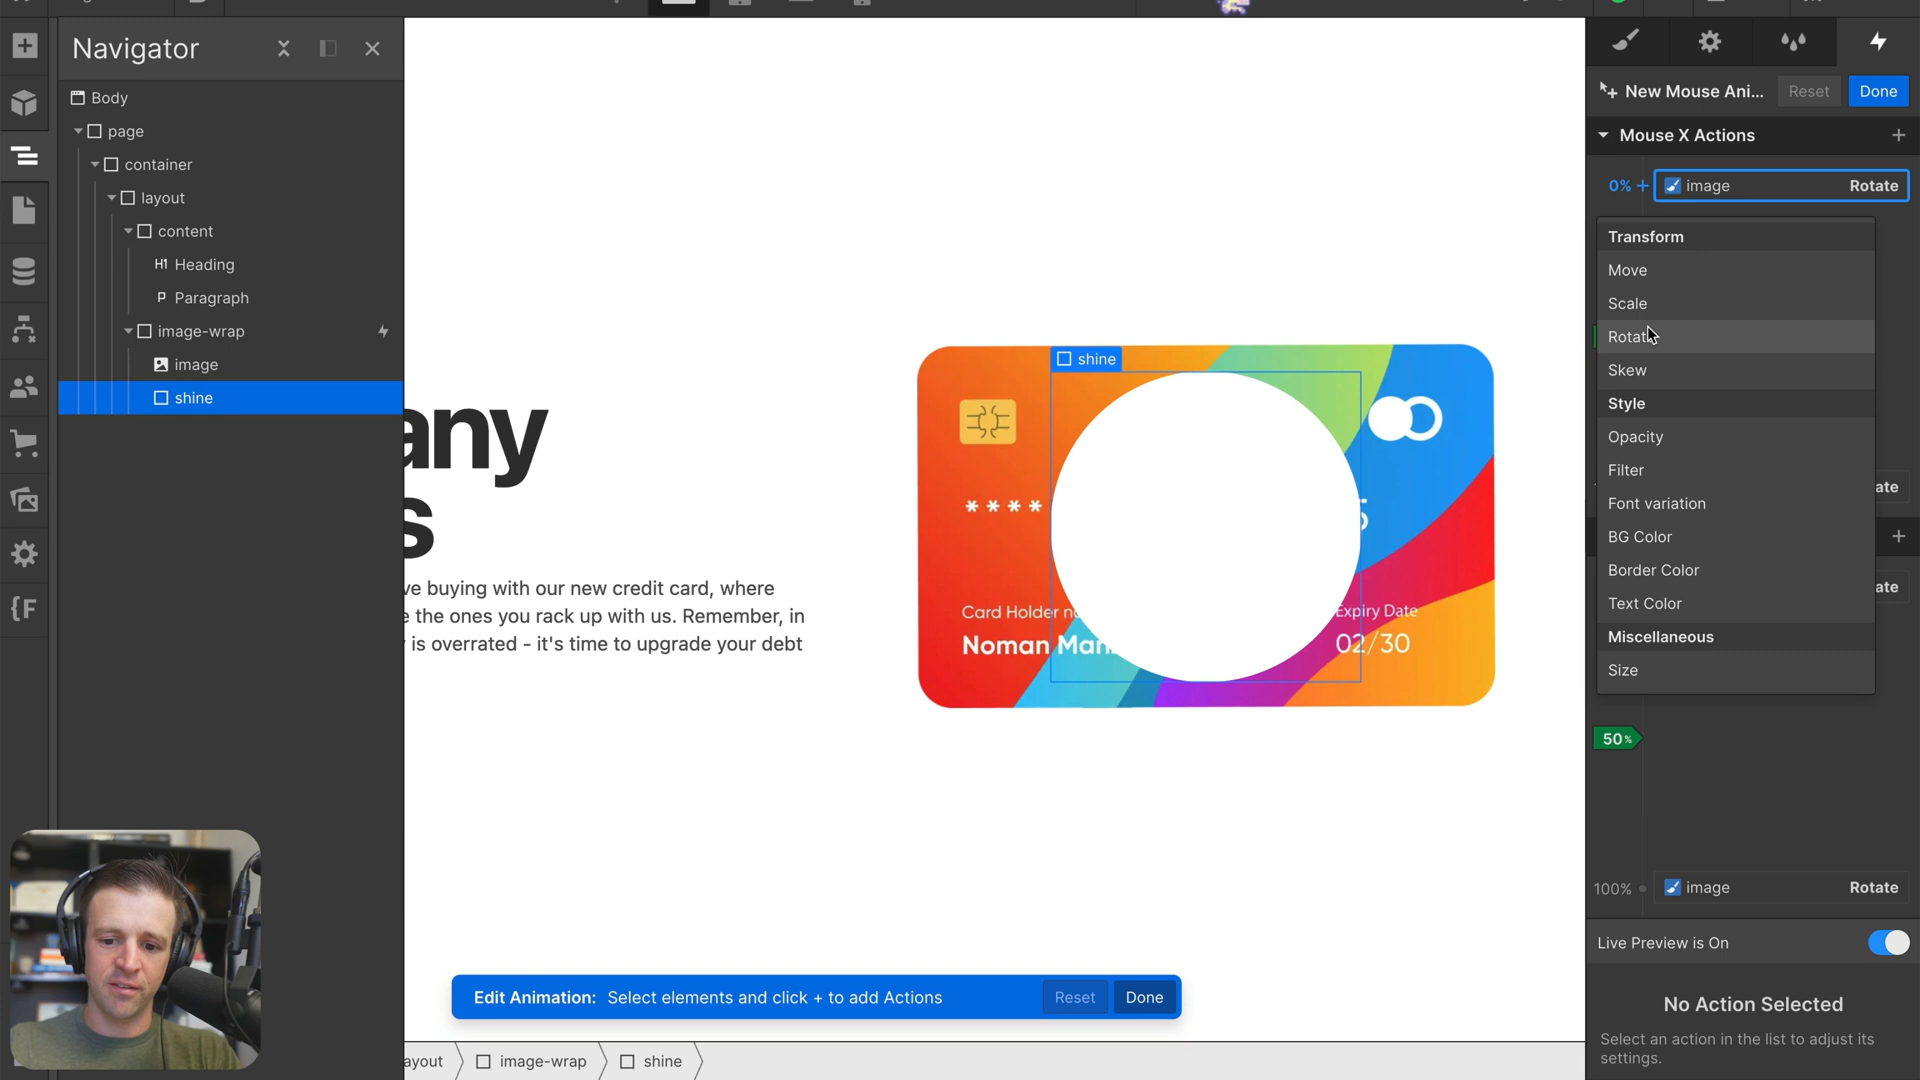 Navigator
Body
page
container
layout
content
H1 Heading
P Paragraph
image-wrap
image
shine
any
s
ve buying with our new credit card, where
e the ones you rack up with us. Remember, in
is overrated - it's time to upgrade your debt
shine
****
5
Card Holder n
Noman Man
Expiry Date
02/30
Edit Animation: Select elements and click + to add Actions
Reset
Done
ayout
image-wrap
shine
New Mouse Ani...
Reset
Done
Mouse X Actions
0% + image Rotate
Transform
Move
Scale
Rotate
Skew
Style
Opacity
Filter
Font variation
BG Color
Border Color
Text Color
Miscellaneous
Size
ate
ate
50%
100% image Rotate
Live Preview is On
No Action Selected
Select an action in the list to adjust its
settings.